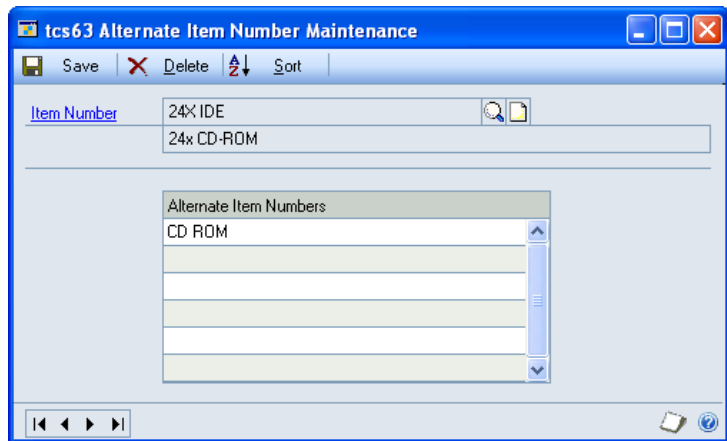 tcs63 Alternate Item Number Maintenance
Save Delete Sort
Item Number 24X IDE
24x CD-ROM
Alternate Item Numbers
CD ROM